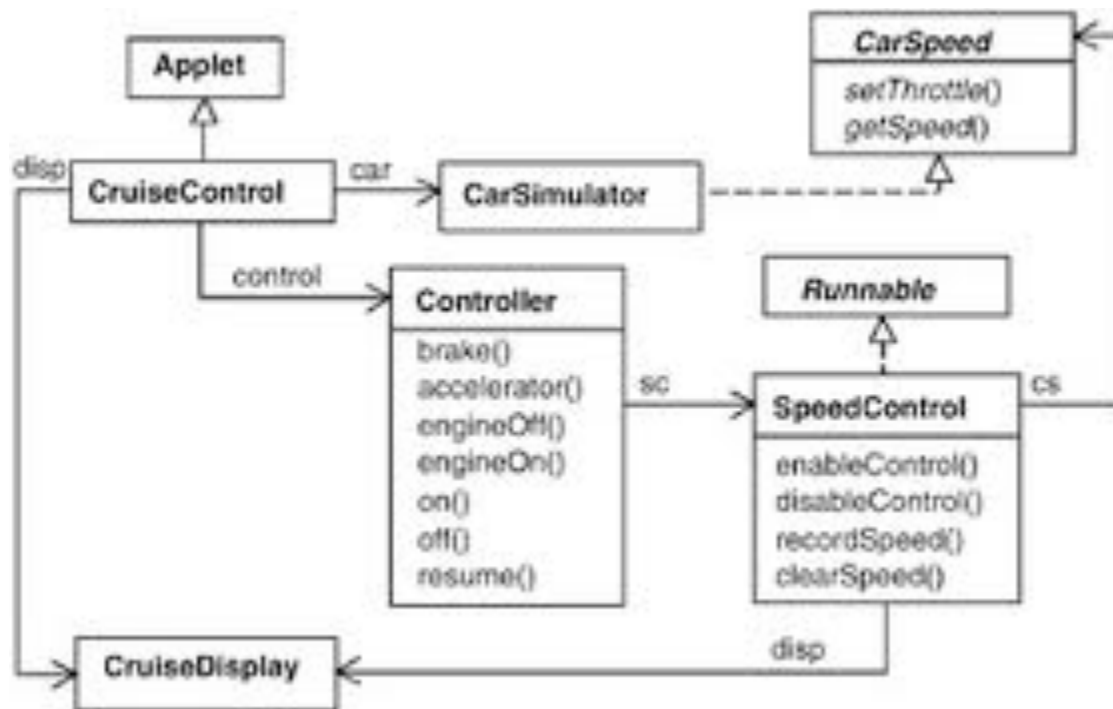 Applet
CarSpeed
setThrottle()
getSpeed()
disp
CruiseControl
car
CarSimulator
control
Controller
brake()
accelerator()
engineOff()
engineOn()
on()
off()
resume()
Runnable
sc
SpeedControl
cs
enableControl()
disableControl()
recordSpeed()
clearSpeed()
CruiseDisplay
disp